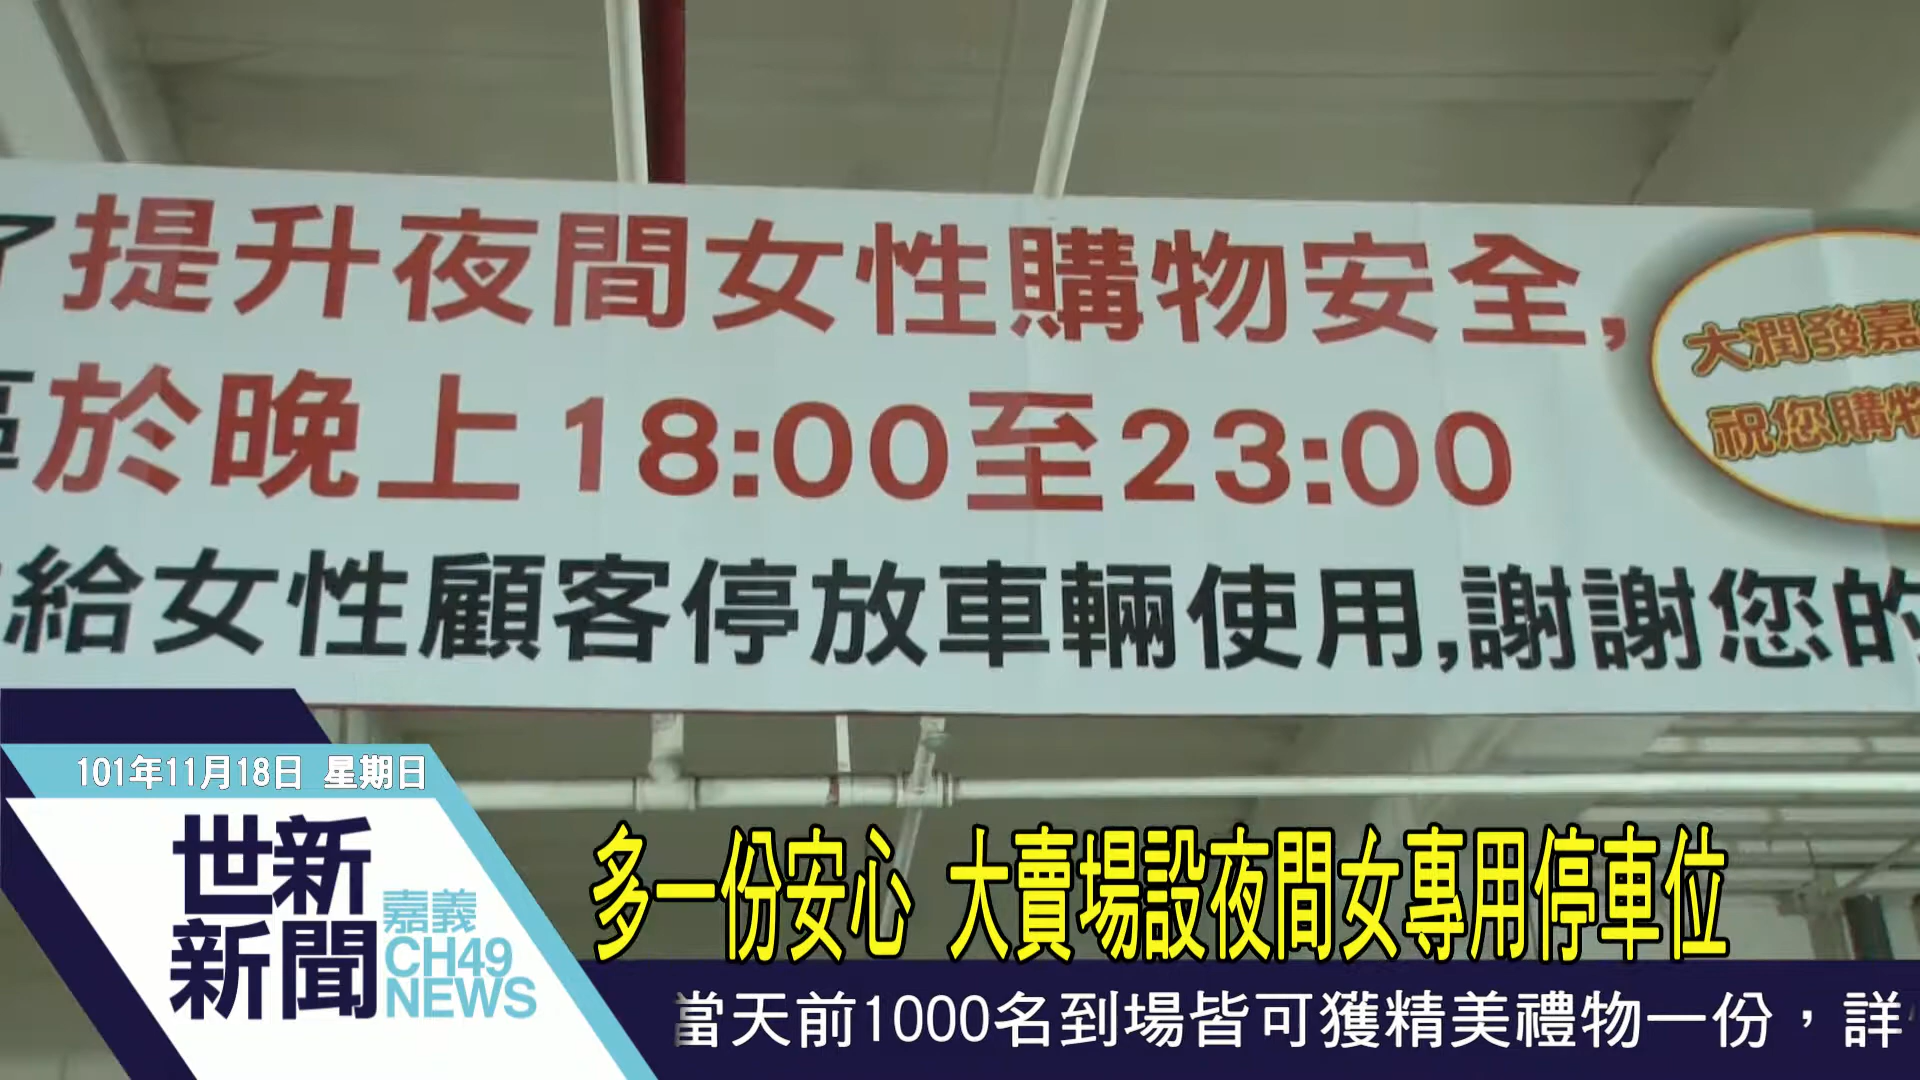 了提升夜間女性購物安全,
於晚上18:00至23:00
給女性顧客停放車輛使用,謝謝您的
大潤發嘉
祝您購物
101年11月18日 星期日
世新
新聞
嘉義
CH49
NEWS
多一份安心 大賣場設夜間女專用停車位
當天前1000名到場皆可獲精美禮物一份，詳